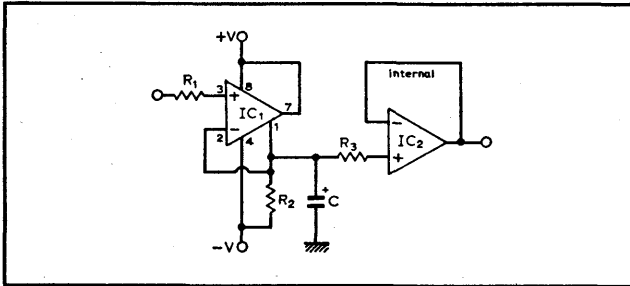 +V
Internal
R1
3
+
8
7
IC1
1
−
2
4
−
IC2
+
R3
+
C
R2
−V